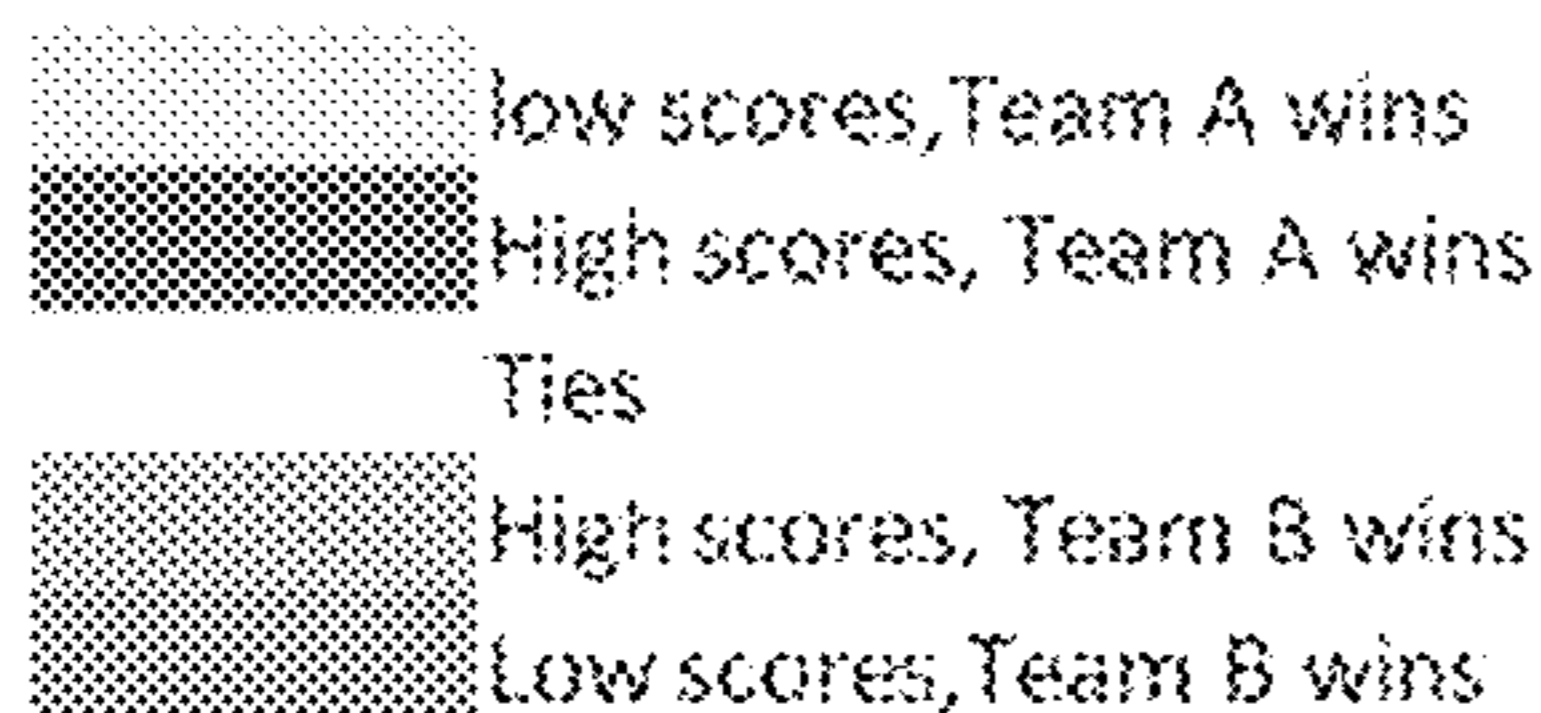 low scores,Team A wins
High scores, Team A wins
Ties
High scores, Team B wins
Low scores,Team B wins